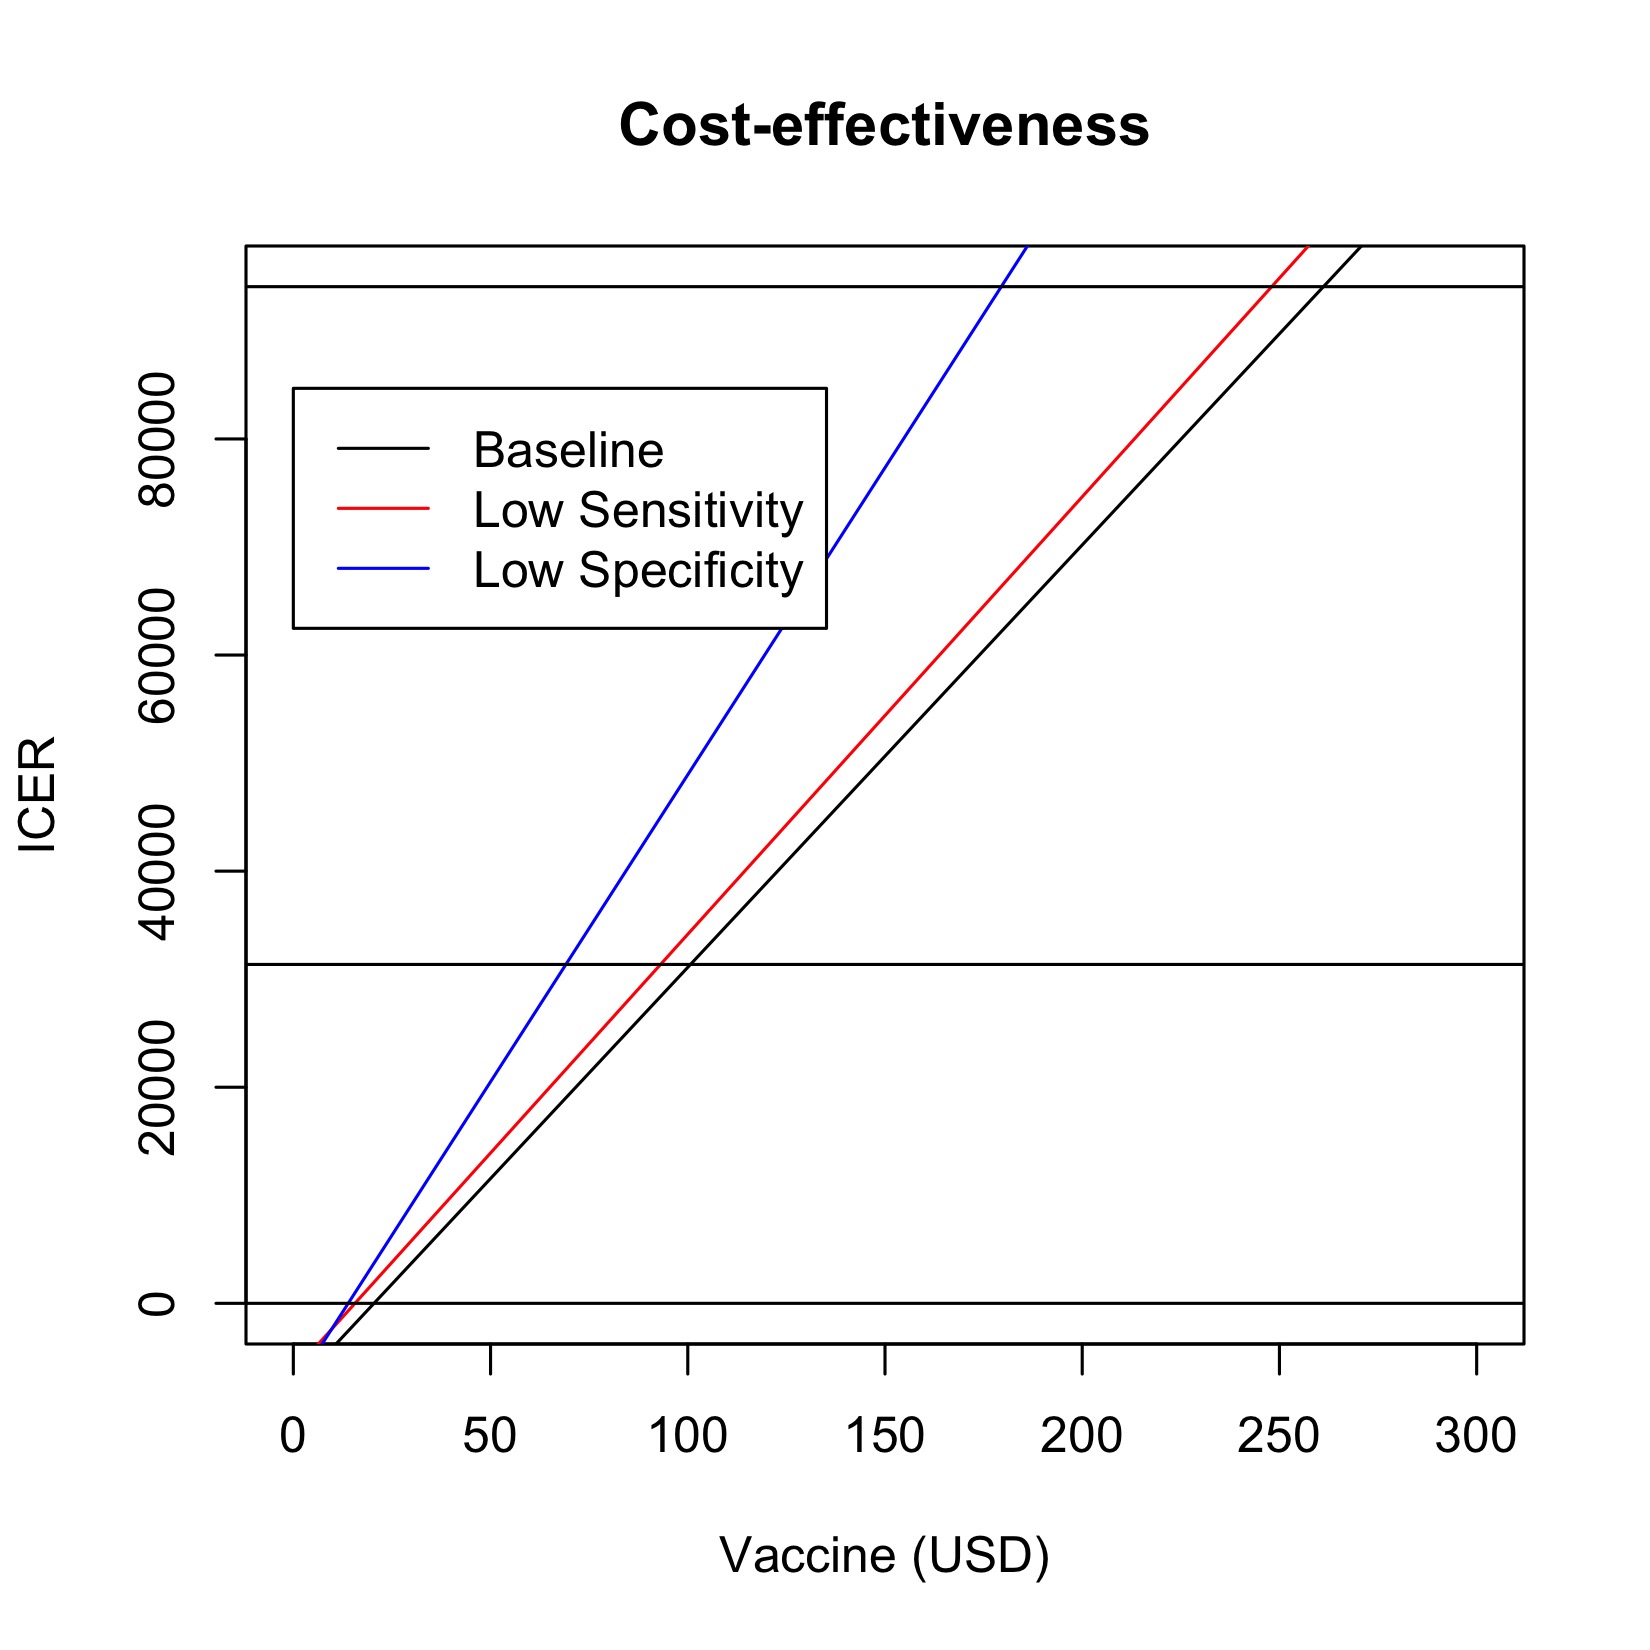 Cost-effectiveness
Baseline
Low Sensitivity
Low Specificity
ICER
80000
60000
40000
20000
0
0 50 100 150 200 250 300
Vaccine (USD)